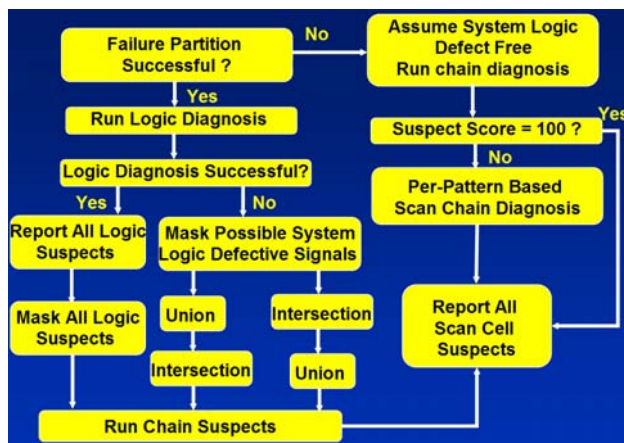 Failure Partition
Successful ?
No
Assume System Logic
Defect Free
Run chain diagnosis
Yes
Run Logic Diagnosis
Suspect Score = 100 ?
Yes
No
Logic Diagnosis Successful?
Yes
No
Per-Pattern Based
Scan Chain Diagnosis
Report All Logic
Suspects
Mask Possible System
Logic Defective Signals
Mask All Logic
Suspects
Union
Intersection
Intersection
Union
Report All
Scan Cell
Suspects
Run Chain Suspects